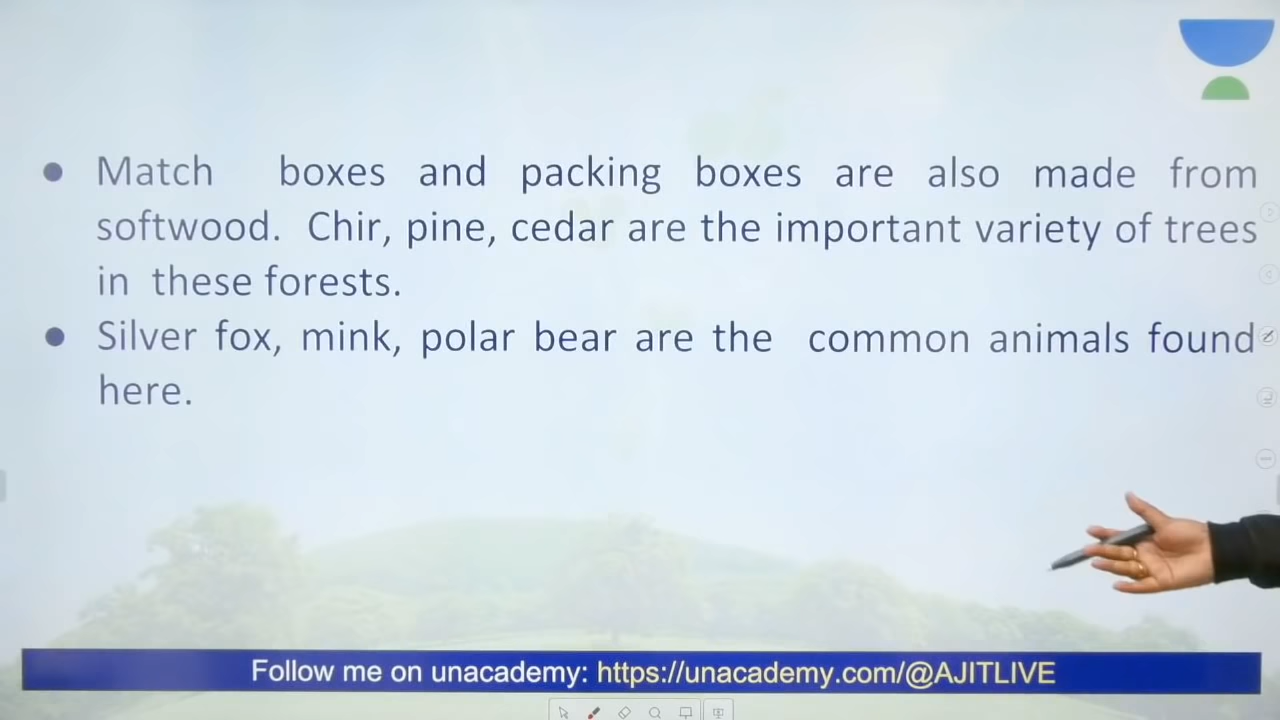 ● Match boxes and packing boxes are also made from
softwood. Chir, pine, cedar are the important variety of trees
in these forests.
● Silver fox, mink, polar bear are the common animals found
here.
Follow me on unacademy: https://unacademy.com/@AJITLIVE